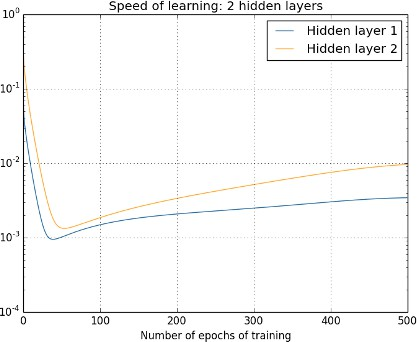 Speed of learning: 2 hidden layers
Hidden layer 1
Hidden layer 2
10^0
10^-1
10^-2
10^-3
10^-4
0 100 200 300 400 500
Number of epochs of training